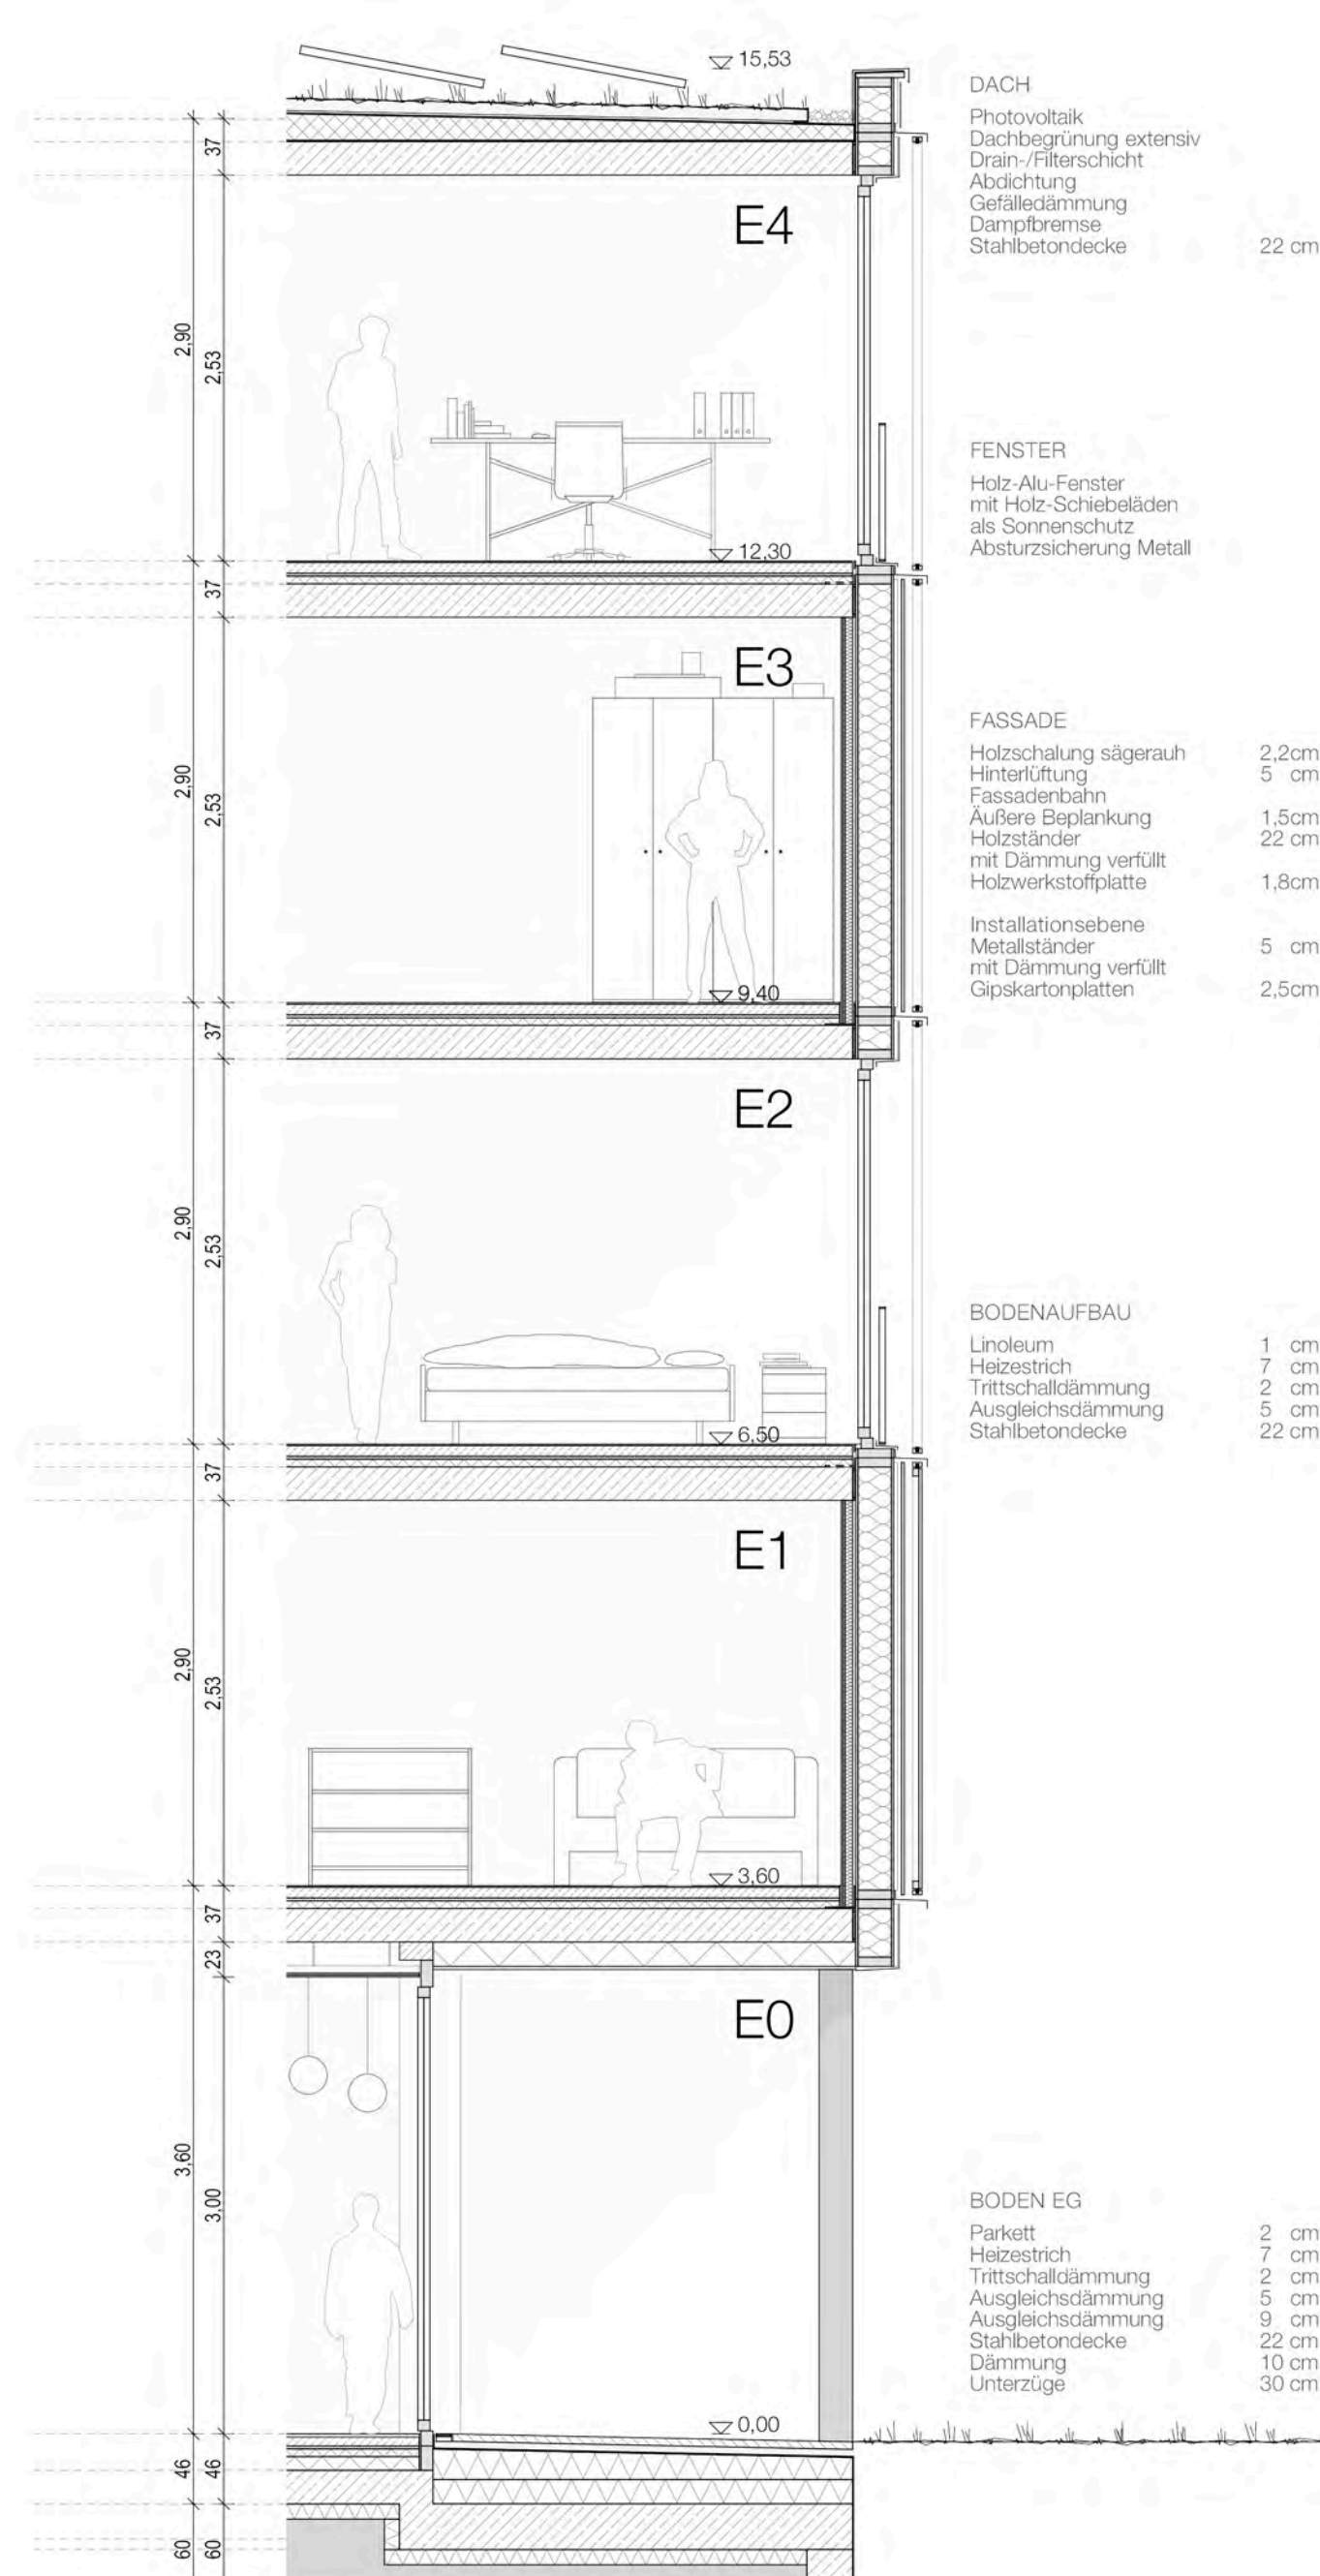 15,53
DACH
Photovoltaik
Dachbegrünung extensiv
Drain-/Filterschicht
Abdichtung
Gefälledämmung
Dampfbremse
Stahlbetondecke 22 cm
37
E4
2,90
2,53
FENSTER
Holz-Alu-Fenster
mit Holz-Schiebeläden
als Sonnenschutz
Absturzsicherung Metall
12,30
37
E3
FASSADE
Holzschalung sägerauh 2,2cm
Hinterlüftung 5 cm
Fassadenbahn
Äußere Beplankung 1,5cm
Holzständer 22 cm
mit Dämmung verfüllt
Holzwerkstoffplatte 1,8cm
Installationsebene
Metallständer 5 cm
mit Dämmung verfüllt
Gipskartonplatten 2,5cm
2,90
2,53
9,40
37
E2
2,90
2,53
BODENAUFBAU
Linoleum 1 cm
Heizestrich 7 cm
Trittschalldämmung 2 cm
Ausgleichsdämmung 5 cm
Stahlbetondecke 22 cm
6,50
37
E1
2,90
2,53
3,60
37
23
E0
3,60
3,00
BODEN EG
Parkett 2 cm
Heizestrich 7 cm
Trittschalldämmung 2 cm
Ausgleichsdämmung 5 cm
Ausgleichsdämmung 9 cm
Stahlbetondecke 22 cm
Dämmung 10 cm
Unterzüge 30 cm
0,00
46
46
60
60